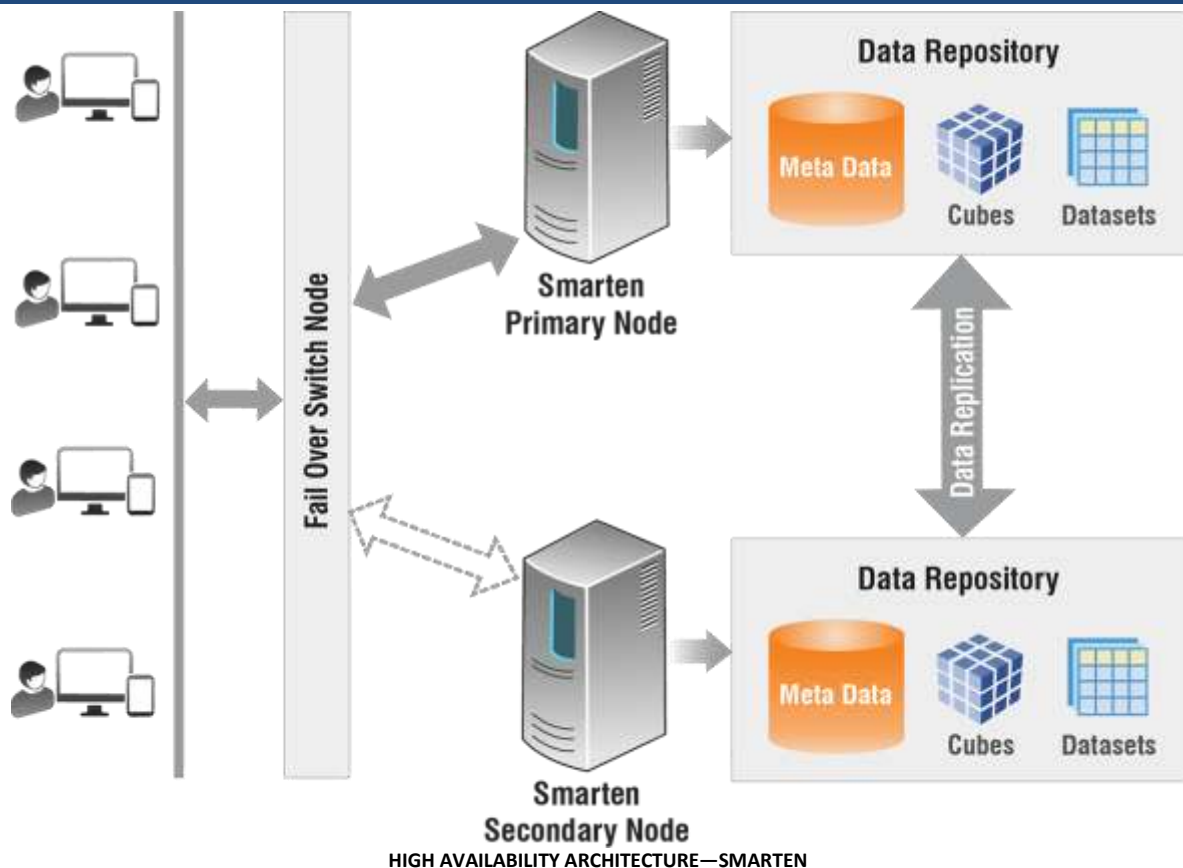 Fail Over Switch Node
Smarten
Primary Node
Data Repository
Meta Data
Cubes
Datasets
Data Replication
Smarten
Secondary Node
Data Repository
Meta Data
Cubes
Datasets
HIGH AVAILABILITY ARCHITECTURE—SMARTEN